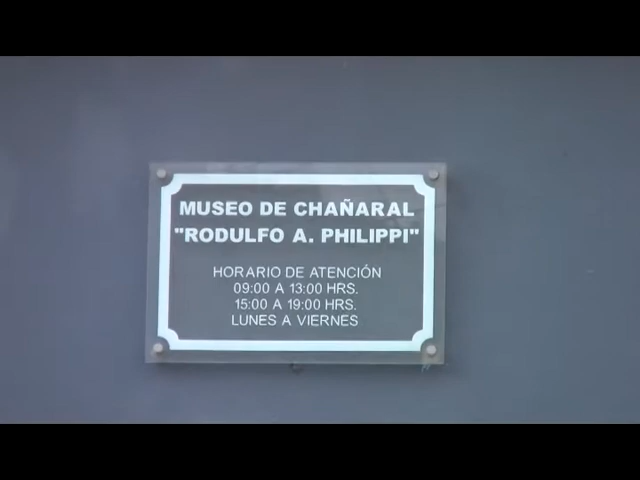 MUSEO DE CHAÑARAL
"RODULFO A. PHILIPPI"
HORARIO DE ATENCIÓN
09:00 A 13:00 HRS.
15:00 A 19:00 HRS.
LUNES A VIERNES